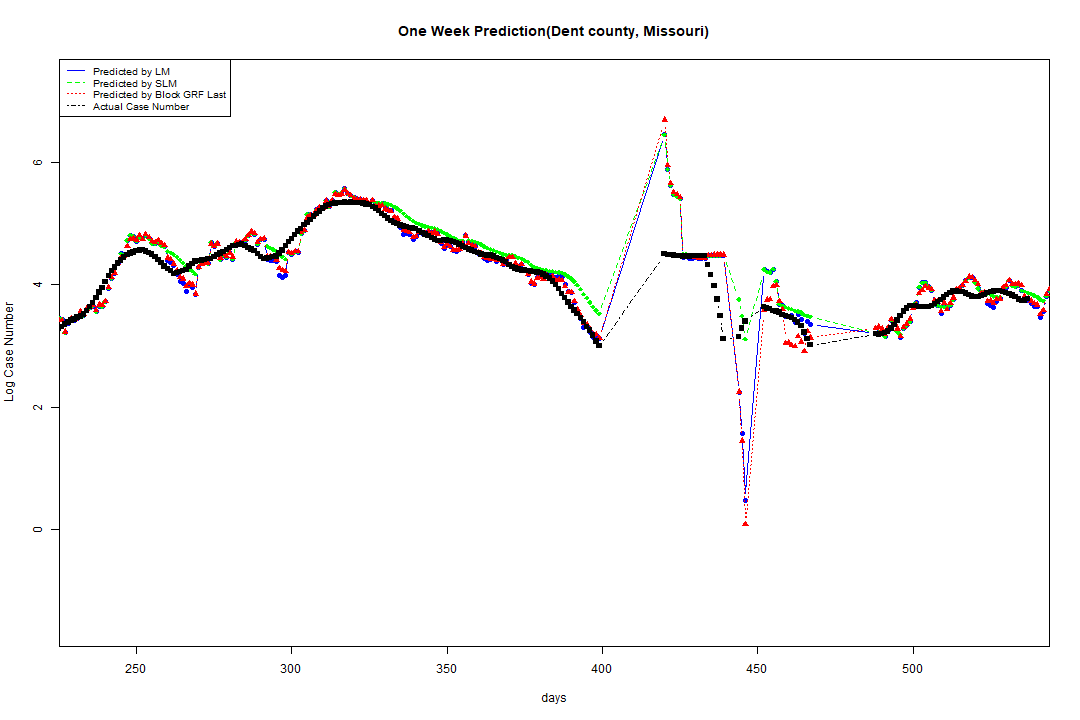 One Week Prediction(Dent county, Missouri)
Predicted by LM
Predicted by SLM
Predicted by Block GRF Last
Actual Case Number
Log Case Number
6
4
2
0
250
300
350
400
450
500
days